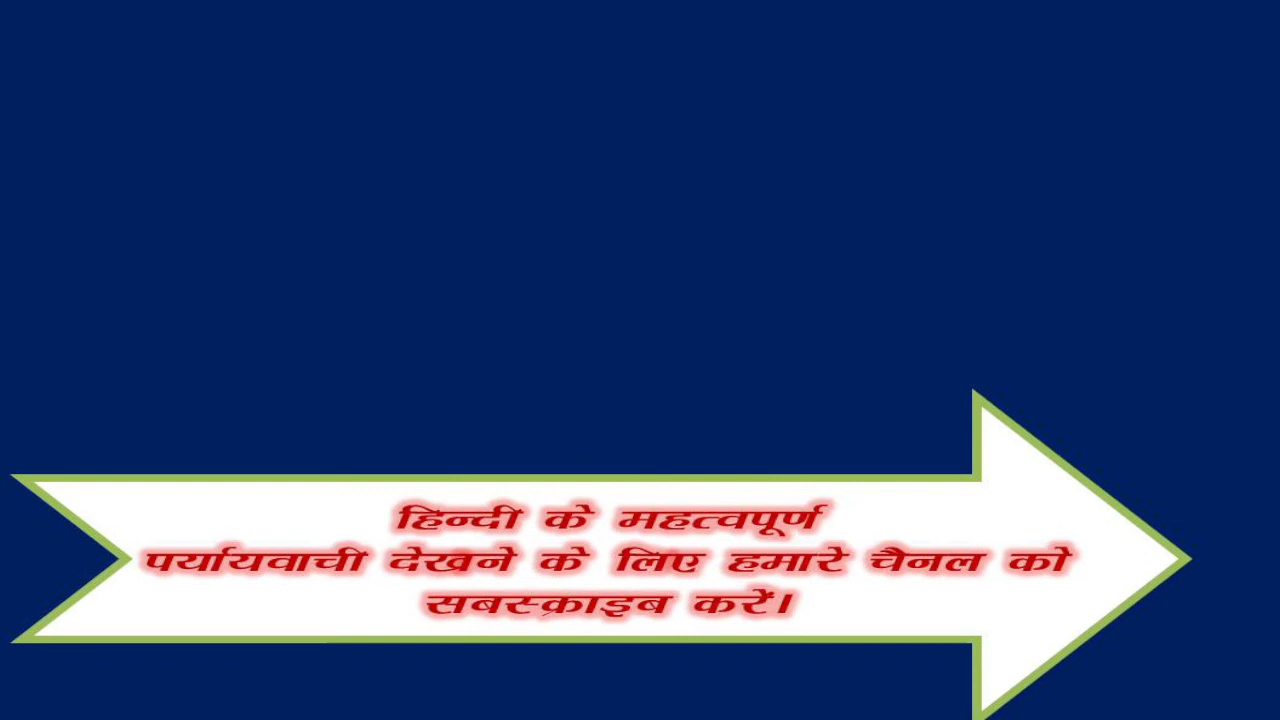 हिन्दी के महत्वपूर्ण
पर्यायवाची देखने के लिए हमारे चैनल को
सबस्क्राइब करें।